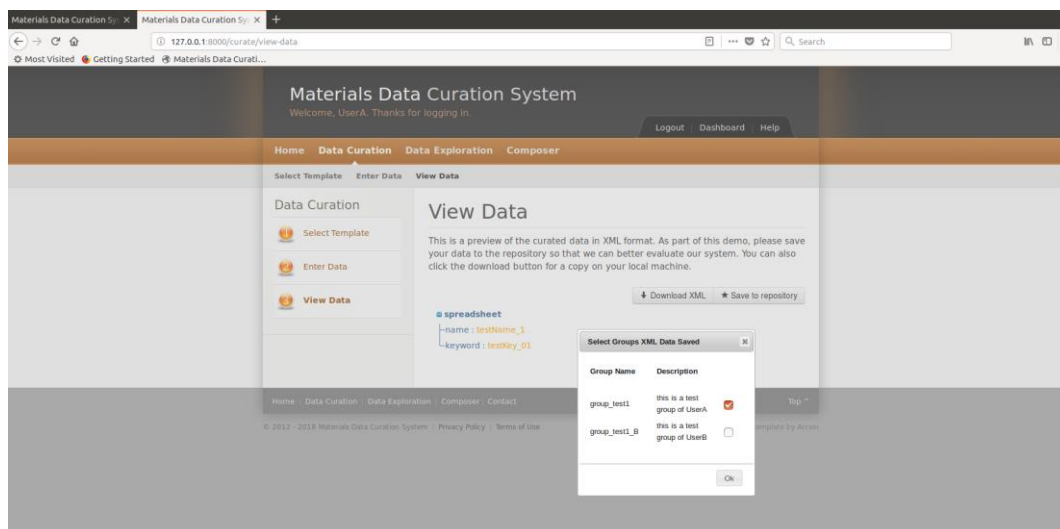 Materials Data Curation Sy
Materials Data Curation Sy
127.0.0.1:8000/curate/view-data
Search
Most Visited
Getting Started
Materials Data Curati...
Materials Data Curation System
Welcome, UserA. Thanks for logging in.
Logout
Dashboard
Help
Home
Data Curation
Data Exploration
Composer
Select Template
Enter Data
View Data
Data Curation
Select Template
Enter Data
View Data
View Data
This is a preview of the curated data in XML format. As part of this demo, please save
your data to the repository so that we can better evaluate our system. You can also
click the download button for a copy on your local machine.
Download XML
Save to repository
spreadsheet
name : testName_1
keyword : testKey_01
Select Groups XML Data Saved
Group Name Description
group_test1 this is a test
group of UserA
group_test1_B this is a test
group of UserB
Ok
Home | Data Curation | Data Exploration | Composer | Contact
Top
© 2012 - 2018 Materials Data Curation System | Privacy Policy | Terms of Use
template by Arcsin